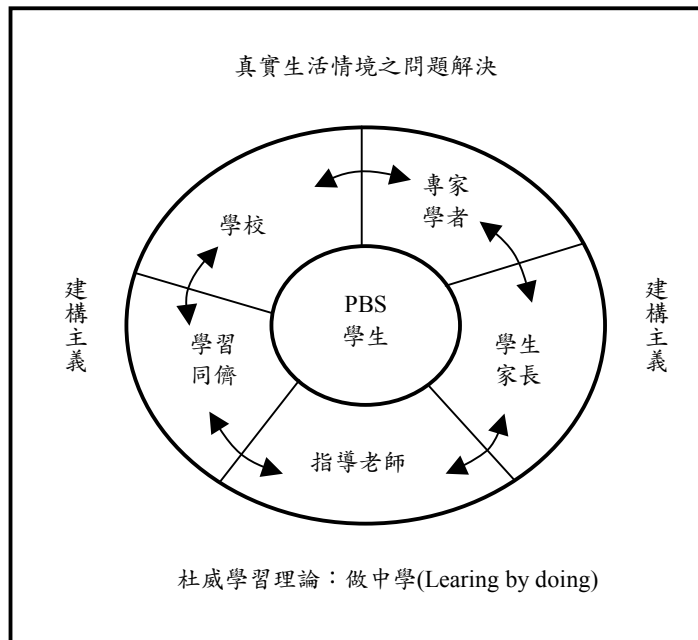 真實生活情境之問題解決
專家
學者
學校
建構主義
PBS
學生
建構主義
學習
同儕
學生
家長
指導老師
杜威學習理論：做中學(Learing by doing)